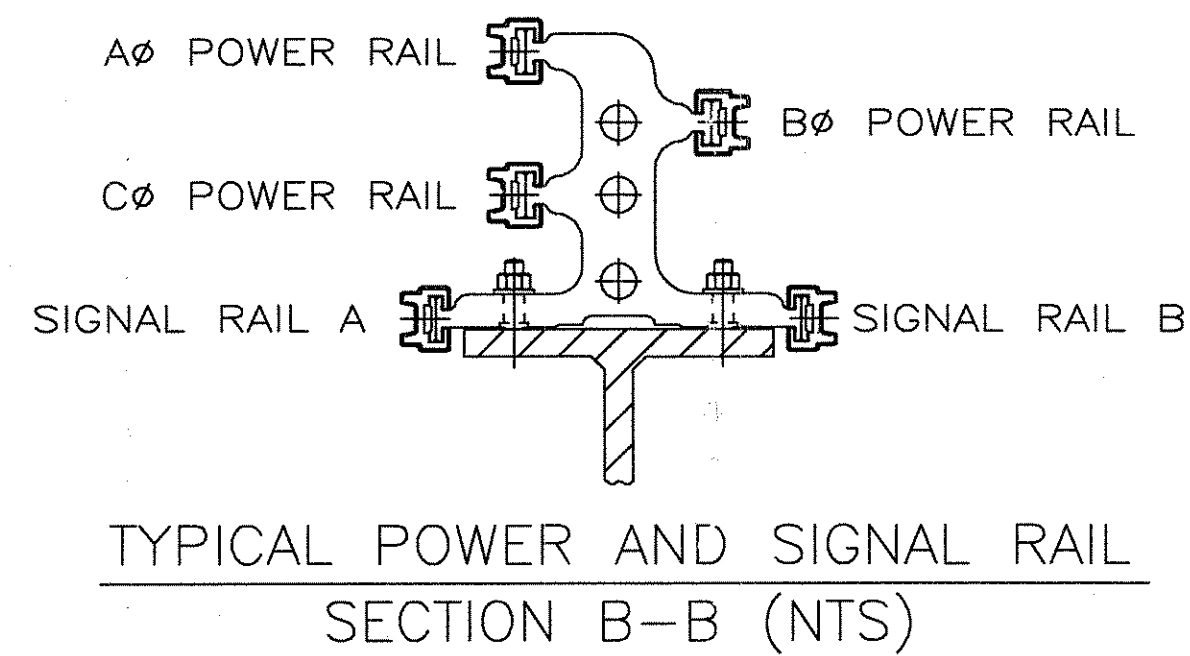 AØ POWER RAIL
BØ POWER RAIL
CØ POWER RAIL
SIGNAL RAIL A
SIGNAL RAIL B
TYPICAL POWER AND SIGNAL RAIL
SECTION B-B (NTS)